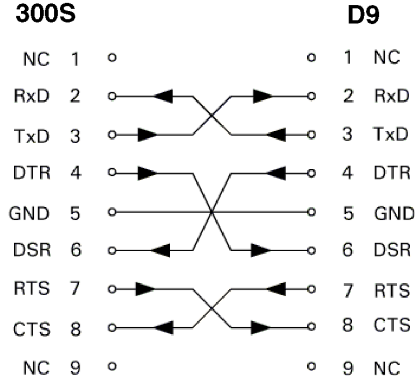 300S D9
NC 1 1 NC
RxD 2 2 RxD
TxD 3 3 TxD
DTR 4 4 DTR
GND 5 5 GND
DSR 6 6 DSR
RTS 7 7 RTS
CTS 8 8 CTS
NC 9 9 NC